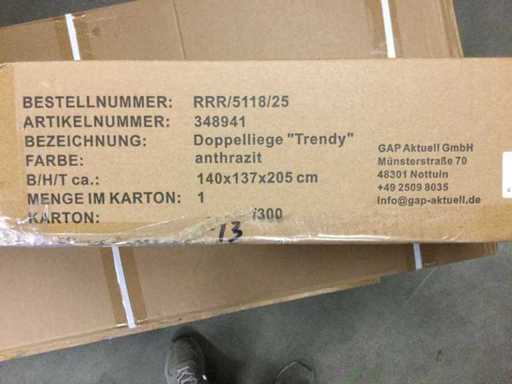 BESTELLNUMMER: RRR/5118/25
ARTIKELNUMMER: 348941
BEZEICHNUNG: Doppelliege "Trendy"
FARBE: anthrazit
B/H/T ca.: 140x137x205 cm
MENGE IM KARTON: 1
KARTON: /300
13
GAP Aktuell GmbH
Münsterstraße 70
48301 Nottuln
+49 2509 8035
Info@gap-aktuell.de